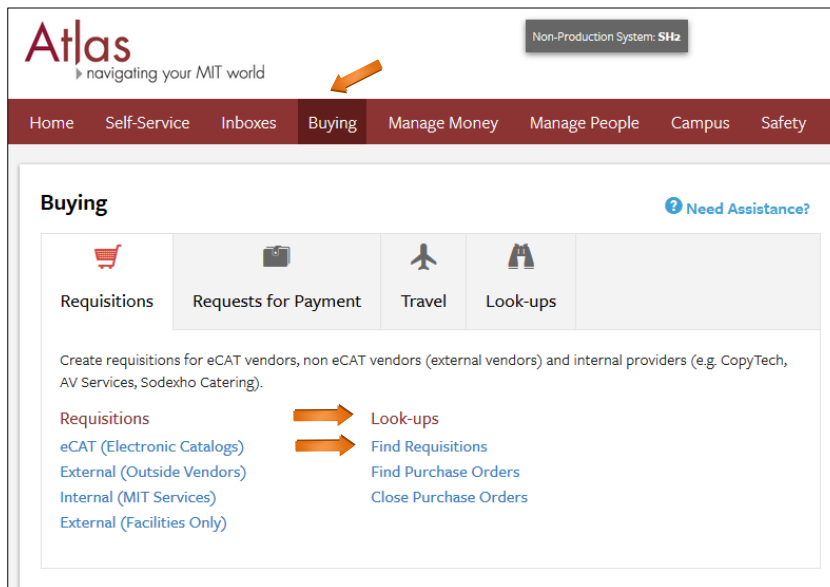 Atlas
navigating your MIT world
Non-Production System: SH2
Home Self-Service Inboxes Buying Manage Money Manage People Campus Safety
Buying
? Need Assistance?
Requisitions Requests for Payment Travel Look-ups
Create requisitions for eCAT vendors, non eCAT vendors (external vendors) and internal providers (e.g. CopyTech,
AV Services, Sodexho Catering).
Requisitions
eCAT (Electronic Catalogs)
External (Outside Vendors)
Internal (MIT Services)
External (Facilities Only)
Look-ups
Find Requisitions
Find Purchase Orders
Close Purchase Orders